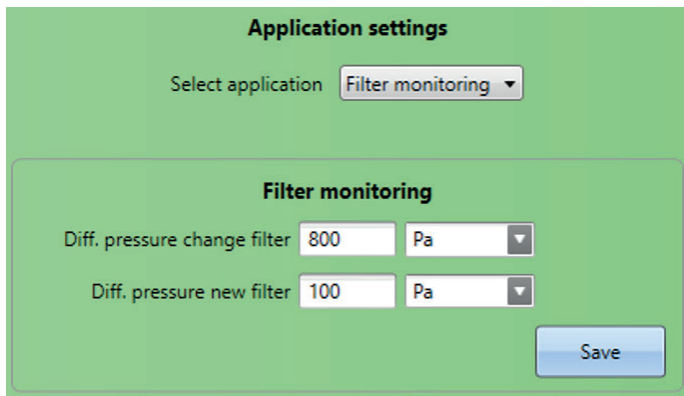 Application settings
Select application Filter monitoring
Filter monitoring
Diff. pressure change filter 800 Pa
Diff. pressure new filter 100 Pa
Save